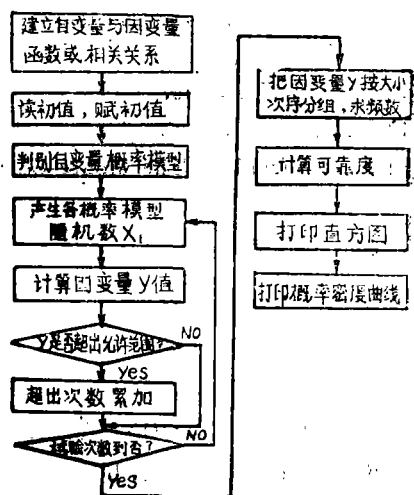 建立自变量与因变量
函数或相关关系
读初值,赋初值
判别自变量概率模型
产生各概率模型
随机数Xi
计算因变量Y值
Y是否超出允许范围?
NO
yes
超出次数累加
试验次数到否?
NO
yes
把因变量Y按大小
次序分组,求频数
计算可靠度
打印直方图
打印概率密度曲线